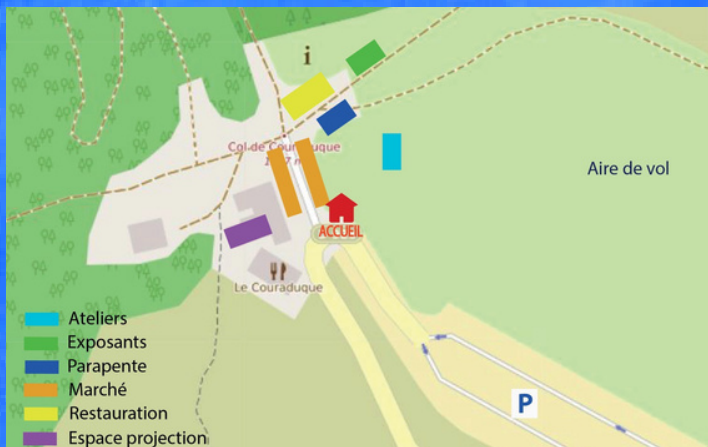 i
Col de Couraduque
Aire de vol
ACCUEIL
Le Couraduque
Ateliers
Exposants
Parapente
Marché
Restauration
Espace projection
P